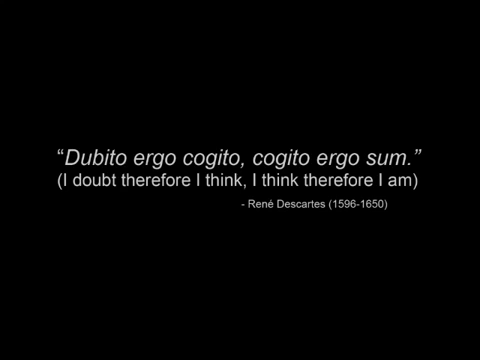 “Dubito ergo cogito, cogito ergo sum.”
(I doubt therefore I think, I think therefore I am)
- René Descartes (1596-1650)